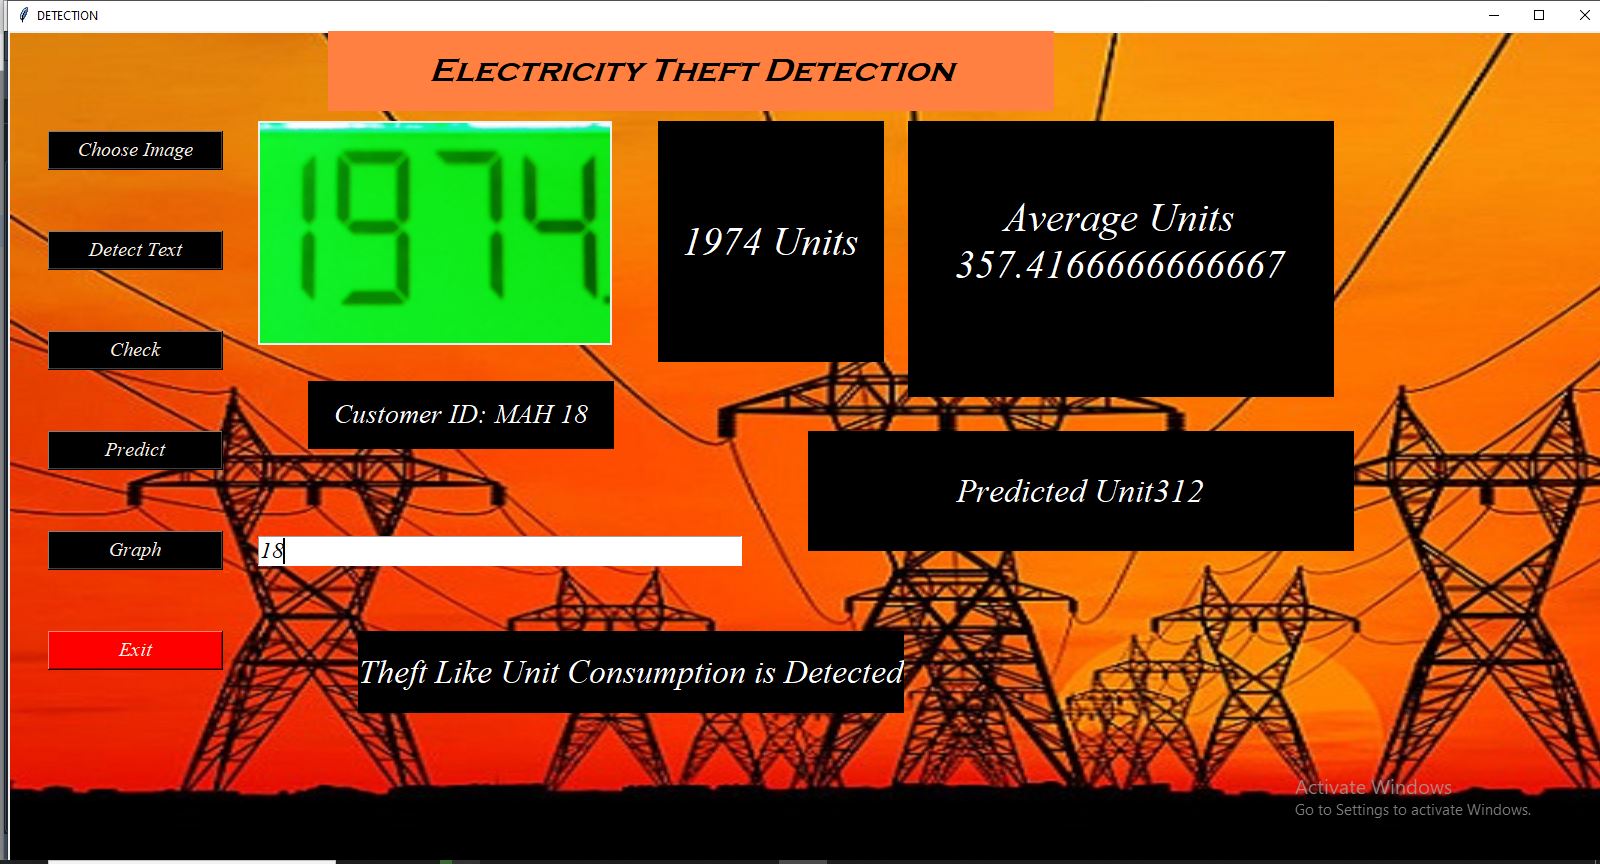 DETECTION
Electricity Theft Detection
Choose Image
Detect Text
Check
Predict
Graph
Exit
1974.
1974 Units
Average Units
357.4166666666667
Customer ID: MAH 18
Predicted Unit312
18
Theft Like Unit Consumption is Detected
Activate Windows
Go to Settings to activate Windows.